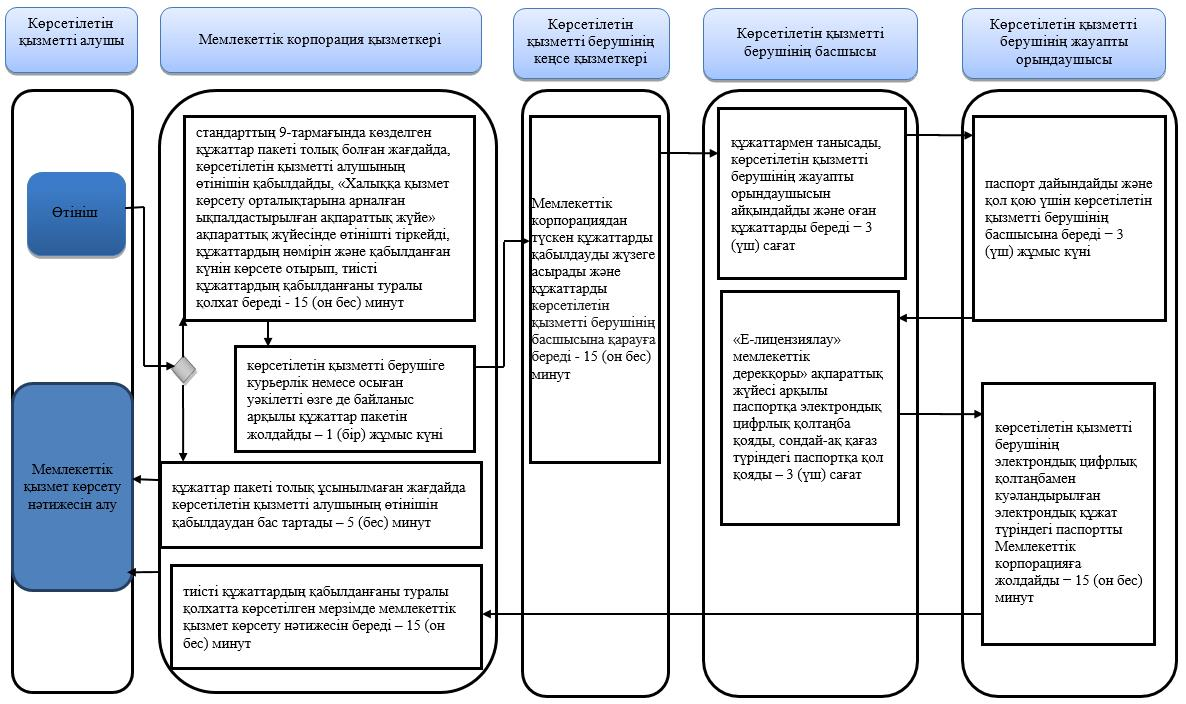 Көрсетілетін
қызметті алушы
Мемлекеттік корпорация қызметкері
Көрсетілетін
қызметті берушінің
кеңсе қызметкері
Көрсетілетін қызметті
берушінің басшысы
Көрсетілетін қызметті
берушінің жауапты
орындаушысы
Өтініш
Мемлекеттік
қызмет көрсету
нәтижесін алу
стандарттың 9-тармағында көзделген
құжаттар пакеті толық болған жағдайда,
көрсетілетін қызметті алушының
өтінішін қабылдайды, «Халыққа қызмет
көрсету орталықтарына арналған
ықпалдастырылған ақпараттық жүйе»
ақпараттық жүйесінде өтінішті тіркейді,
құжаттардың нөмірін және қабылданған
күнін көрсете отырып, тиісті
құжаттардың қабылданғаны туралы
қолхат береді - 15 (он бес) минут
көрсетілетін қызметті берушіге
курьерлік немесе осыған
уәкілетті өзге де байланыс
арқылы құжаттар пакетін
жолдайды – 1 (бір) жұмыс күні
құжаттар пакеті толық ұсынылмаған жағдайда
көрсетілетін қызметті алушының өтінішін
қабылдаудан бас тартады – 5 (бес) минут
тиісті құжаттардың қабылданғаны туралы
қолхатта көрсетілген мерзімде мемлекеттік
қызмет көрсету нәтижесін береді – 15 (он
бес) минут
Мемлекеттік
корпорациядан
түскен құжаттарды
қабылдауды жүзеге
асырады және
құжаттарды
көрсетілетін
қызметті берушінің
басшысына қарауға
береді - 15 (он бес)
минут
құжаттармен танысады,
көрсетілетін қызметті
берушінің жауапты
орындаушысын
айқындайды және оған
құжаттарды береді – 3
(үш) сағат
«Е-лицензиялау»
мемлекеттік
дерекқоры» ақпараттық
жүйесі арқылы
паспортқа электрондық
цифрлық қолтаңба
қояды, сондай-ақ қағаз
түріндегі паспортқа қол
қояды – 3 (үш) сағат
паспорт дайындайды және
қол қою үшін көрсетілетін
қызметті берушінің
басшысына береді – 3
(үш) жұмыс күні
көрсетілетін қызметті
берушінің
электрондық цифрлық
қолтаңбамен
куәландырылған
электрондық құжат
түріндегі паспортты
Мемлекеттік
корпорацияға
жолдайды – 15 (он бес)
минут